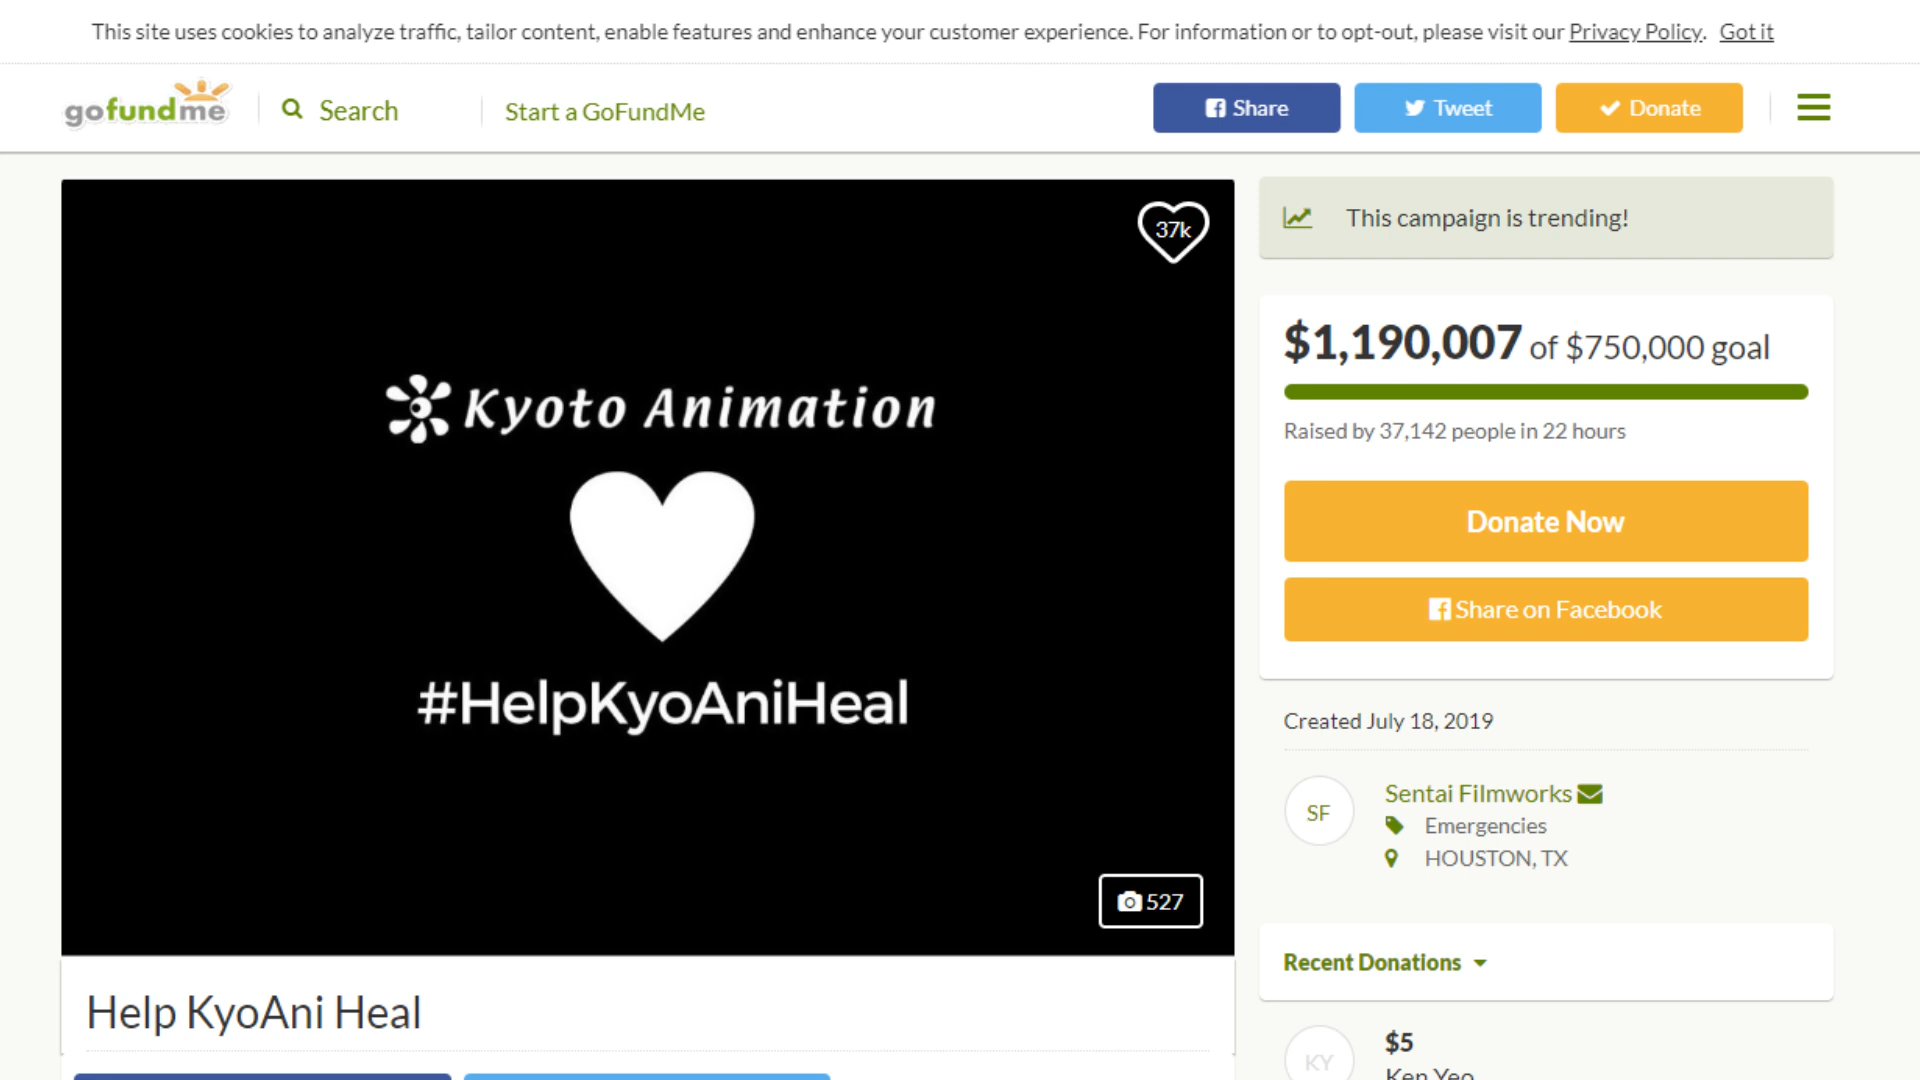 This site uses cookies to analyze traffic, tailor content, enable features and enhance your customer experience. For information or to opt-out, please visit our Privacy Policy. Got it
gofundme
Search
Start a GoFundMe
Share
Tweet
Donate
37k
Kyoto Animation
#HelpKyoAniHeal
527
Help KyoAni Heal
This campaign is trending!
$1,190,007 of $750,000 goal
Raised by 37,142 people in 22 hours
Donate Now
Share on Facebook
Created July 18, 2019
SF
Sentai Filmworks
Emergencies
HOUSTON, TX
Recent Donations
KY
$5
Ken Yeo